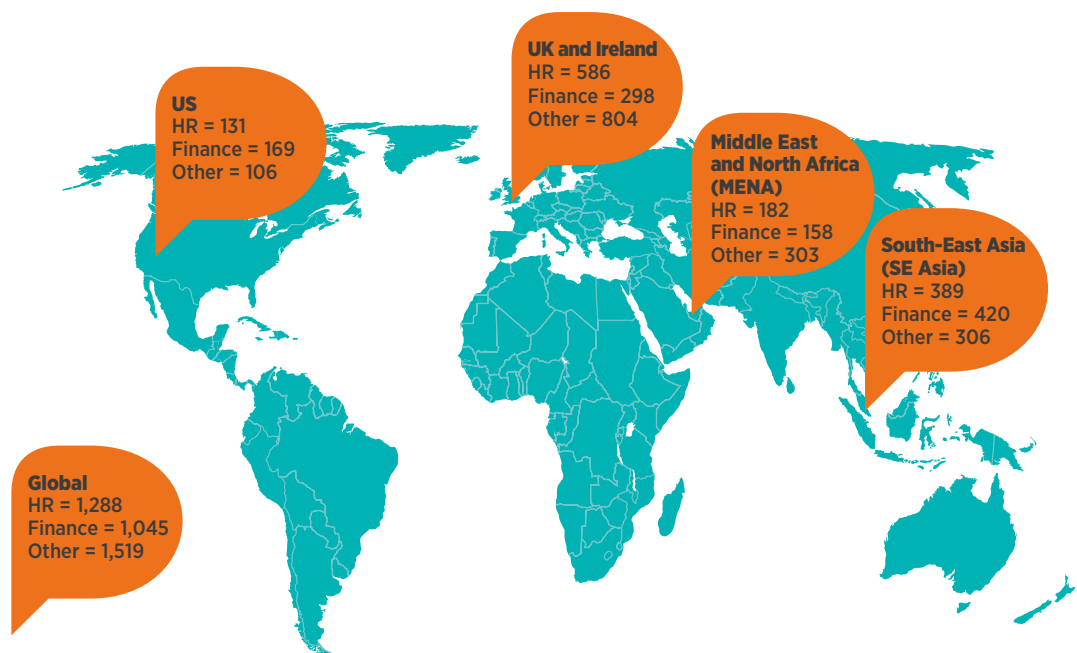 US
HR = 131
Finance = 169
Other = 106
UK and Ireland
HR = 586
Finance = 298
Other = 804
Middle East
and North Africa
(MENA)
HR = 182
Finance = 158
Other = 303
South-East Asia
(SE Asia)
HR = 389
Finance = 420
Other = 306
Global
HR = 1,288
Finance = 1,045
Other = 1,519